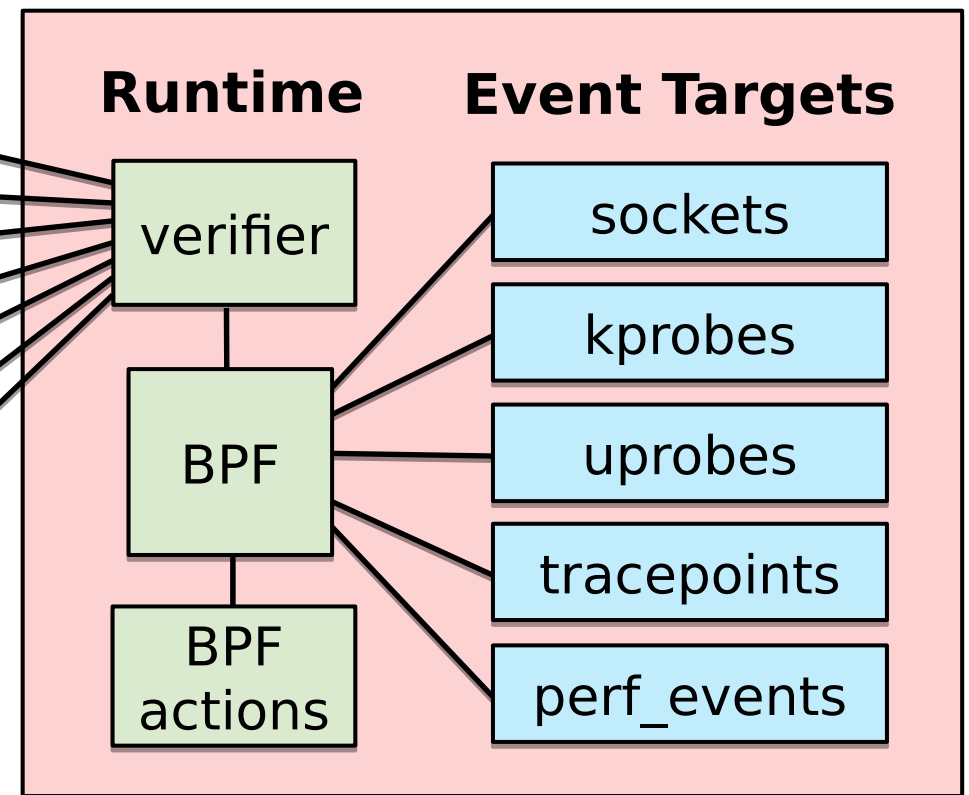 Runtime
verifier
BPF
BPF
actions
Event Targets
sockets
kprobes
uprobes
tracepoints
perf_events